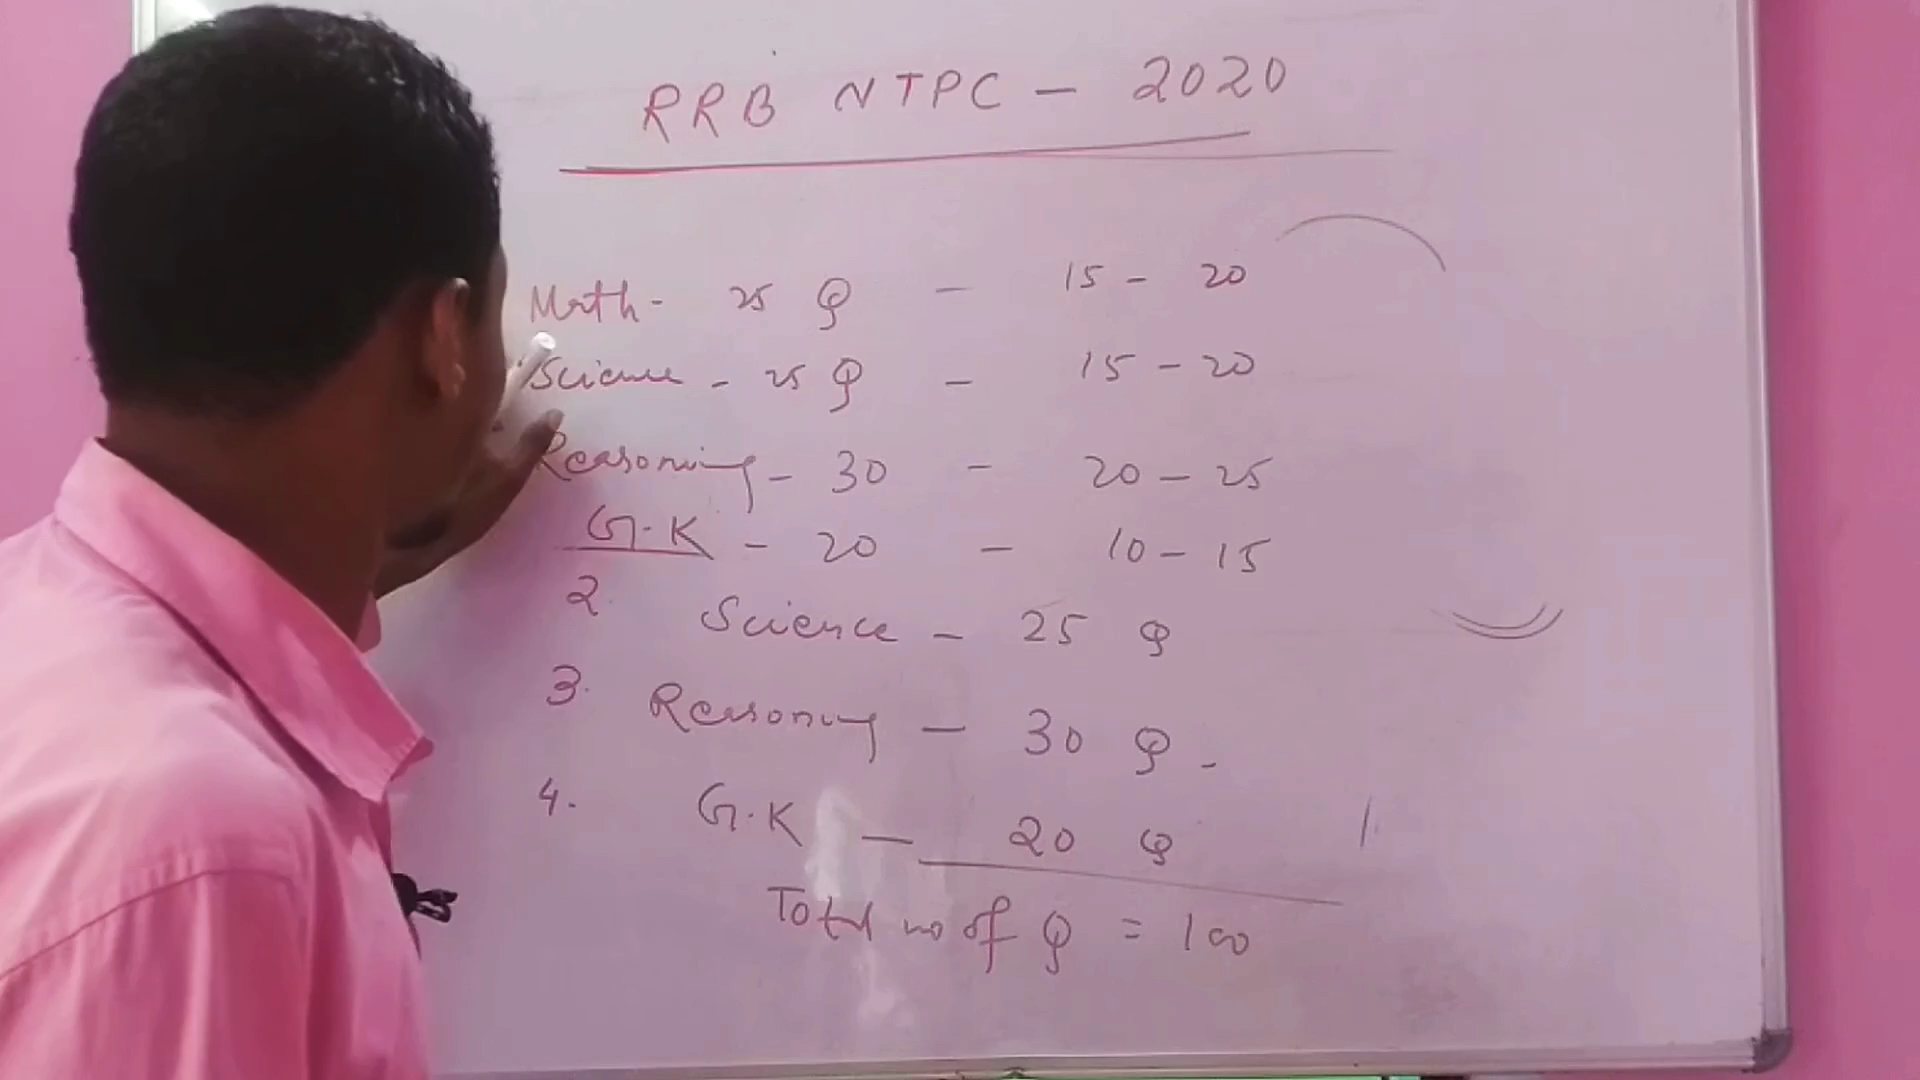 RRB NTPC - 2020
Math - 25 Q - 15 - 20
Science - 25 Q - 15 - 20
Reasoning - 30 - 20 - 25
G.K - 20 - 10 - 15
2. Science - 25 Q
3. Reasoning - 30 Q -
4. G.K - 20 Q
Total no of Q = 100